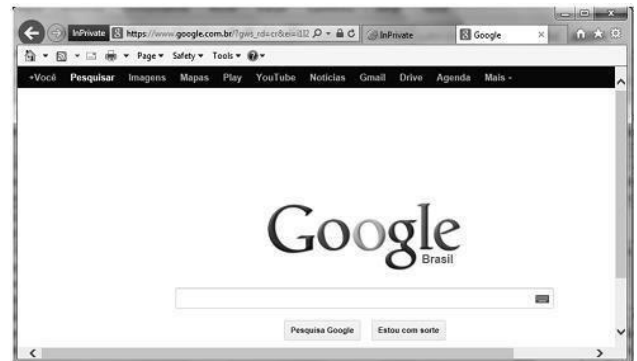 InPrivate https://www.google.com.br/?gws_rd=cr&ei=i1l2 InPrivate Google
Page Safety Tools
+Você Pesquisar Imagens Mapas Play YouTube Notícias Gmail Drive Agenda Mais
Google
Brasil
Pesquisa Google Estou com sorte